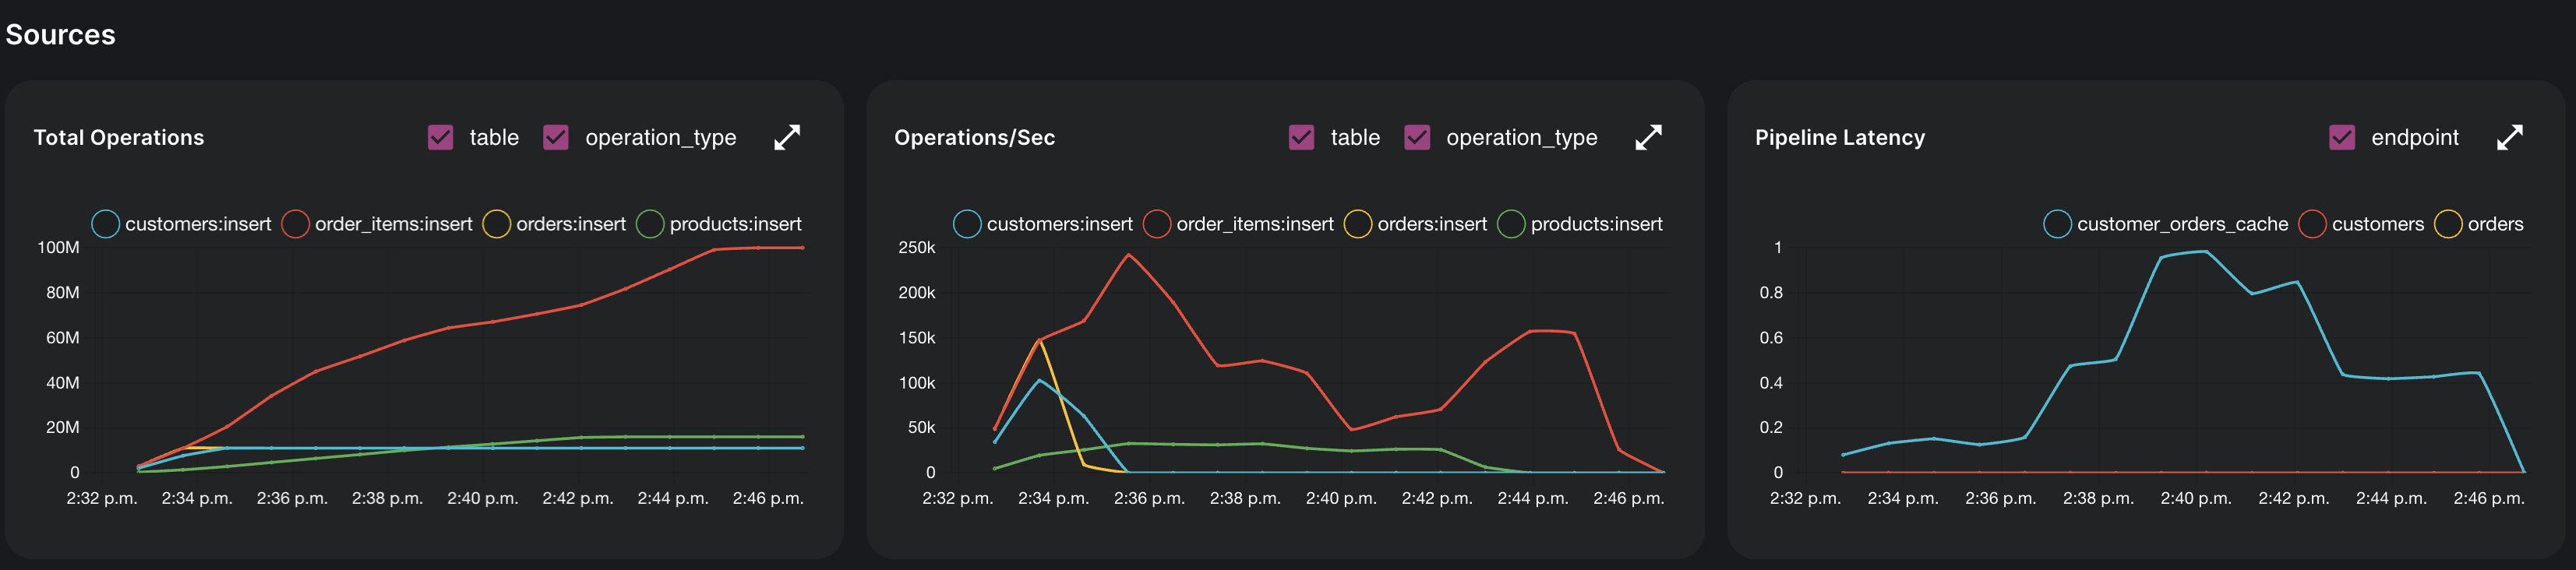 Sources
Total Operations
table
operation_type
customers:insert
order_items:insert
orders:insert
products:insert
100M
80M
60M
40M
20M
0
2:32 p.m.
2:34 p.m.
2:36 p.m.
2:38 p.m.
2:40 p.m.
2:42 p.m.
2:44 p.m.
2:46 p.m.
Operations/Sec
table
operation_type
customers:insert
order_items:insert
orders:insert
products:insert
250k
200k
150k
100k
50k
0
2:32 p.m.
2:34 p.m.
2:36 p.m.
2:38 p.m.
2:40 p.m.
2:42 p.m.
2:44 p.m.
2:46 p.m.
Pipeline Latency
endpoint
customer_orders_cache
customers
orders
1
0.8
0.6
0.4
0.2
0
2:32 p.m.
2:34 p.m.
2:36 p.m.
2:38 p.m.
2:40 p.m.
2:42 p.m.
2:44 p.m.
2:46 p.m.